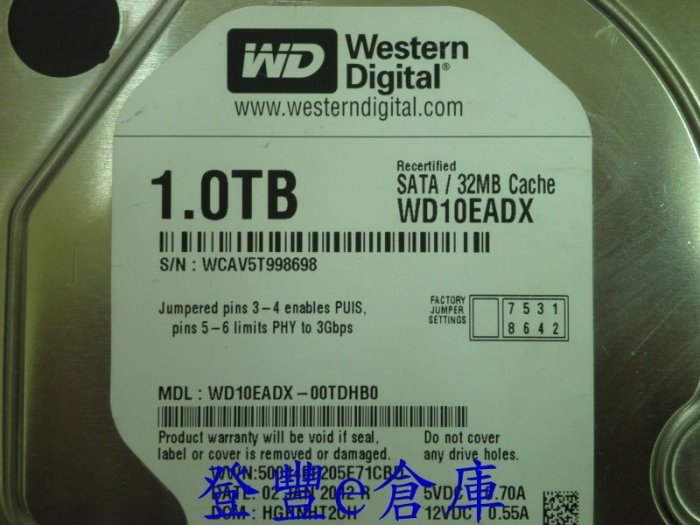 WD Western
Digital®
www.westerndigital.com
1.0TB
Recertified
SATA / 32MB Cache
WD10EADX
S/N : WCAV5T998698
Jumpered pins 3-4 enables PUIS,
pins 5-6 limits PHY to 3Gbps
FACTORY
JUMPER
SETTINGS
7 5 3 1
8 6 4 2
MDL : WD10EADX-00TDHB0
Product warranty will be void if seal,
label or cover is removed or damaged.
Do not cover
any drive holes.
登豐e倉庫
5VDC
12VDC 0.55A